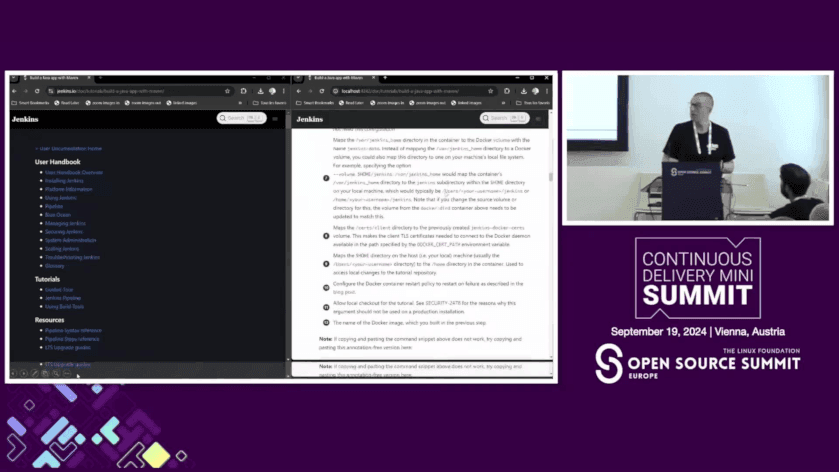 Build a Java app with Maven
jenkins.io/doc/tutorials/build-a-java-app-with-maven/
Smart Bookmarks
Read Later
Jenkins
Search
User Documentation Home
User Handbook
User Handbook Overview
Installing Jenkins
Platform Information
Using Jenkins
Pipeline
Blue Ocean
Managing Jenkins
Securing Jenkins
System Administration
Scaling Jenkins
Troubleshooting Jenkins
Glossary
Tutorials
Guided Tour
Jenkins Pipeline
Using Build Tools
Resources
Pipeline Syntax reference
Pipeline Steps reference
LTS Upgrade guides
LTS Upgrade guides
Build a Java app with Maven
Smart Bookmarks
Read Later
Jenkins
Search
Maps the /var/jenkins_home directory in the container to the Docker volume with the
name jenkins-data. Instead of mapping the /var/jenkins_home directory to a Docker
volume, you could also map this directory to one on your machine's local file system.
For example, specifying the option
--volume $HOME/jenkins:/var/jenkins_home would map the container's
/var/jenkins_home directory to the jenkins subdirectory within the $HOME directory
on your local machine, which would typically be /Users/<your-username>/jenkins or
/home/<your-username>/jenkins. Note that if you change the source volume or
directory for this, the volume from the docker:dind container above needs to be
updated to match this.
Maps the /certs/client directory to the previously created jenkins-docker-certs
volume. This makes the client TLS certificates needed to connect to the Docker daemon
available in the path specified by the DOCKER_CERT_PATH environment variable.
Maps the $HOME directory on the host (i.e. your local) machine (usually the
/Users/<your-username> directory) to the /home directory in the container. Used to
access local changes to the tutorial repository.
Configure the Docker container restart policy to restart on failure as described in the
blog post.
Allow local checkout for the tutorial. See SECURITY-2478 for the reasons why this
argument should not be used on a production installation.
The name of the Docker image, which you built in the previous step.
Note: If copying and pasting the command snippet above does not work, try copying and
pasting this annotation-free version here:
Note: If copying and pasting the command snippet above does not work, try copying and
pasting this annotation-free version here:
CONTINUOUS
DELIVERY MINI
SUMMIT
September 19, 2024 | Vienna, Austria
THE LINUX FOUNDATION
OPEN SOURCE SUMMIT
EUROPE
OPEN SOURCE SUMMIT